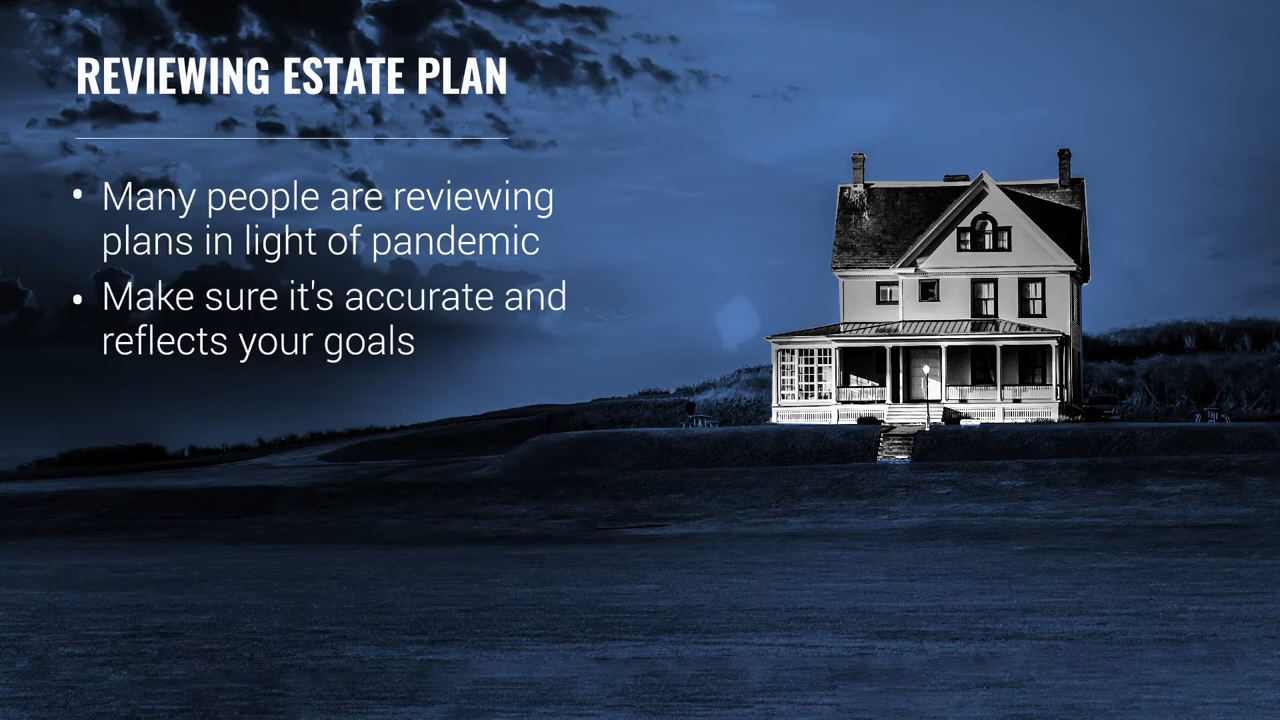 REVIEWING ESTATE PLAN
• Many people are reviewing
plans in light of pandemic
• Make sure it's accurate and
reflects your goals